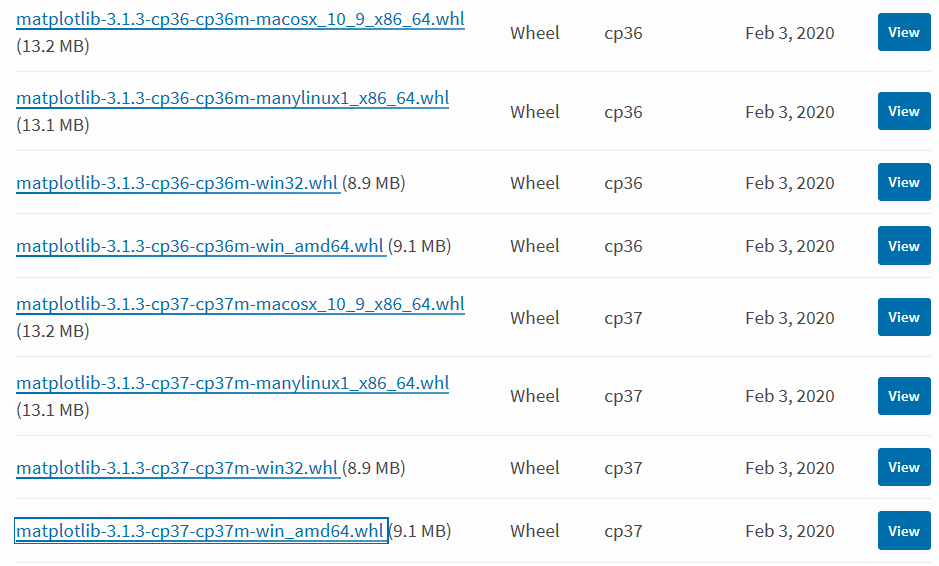 matplotlib-3.1.3-cp36-cp36m-macosx_10_9_x86_64.whl
(13.2 MB) Wheel cp36 Feb 3, 2020 View
matplotlib-3.1.3-cp36-cp36m-manylinux1_x86_64.whl
(13.1 MB) Wheel cp36 Feb 3, 2020 View
matplotlib-3.1.3-cp36-cp36m-win32.whl (8.9 MB) Wheel cp36 Feb 3, 2020 View
matplotlib-3.1.3-cp36-cp36m-win_amd64.whl (9.1 MB) Wheel cp36 Feb 3, 2020 View
matplotlib-3.1.3-cp37-cp37m-macosx_10_9_x86_64.whl
(13.2 MB) Wheel cp37 Feb 3, 2020 View
matplotlib-3.1.3-cp37-cp37m-manylinux1_x86_64.whl
(13.1 MB) Wheel cp37 Feb 3, 2020 View
matplotlib-3.1.3-cp37-cp37m-win32.whl (8.9 MB) Wheel cp37 Feb 3, 2020 View
matplotlib-3.1.3-cp37-cp37m-win_amd64.whl (9.1 MB) Wheel cp37 Feb 3, 2020 View